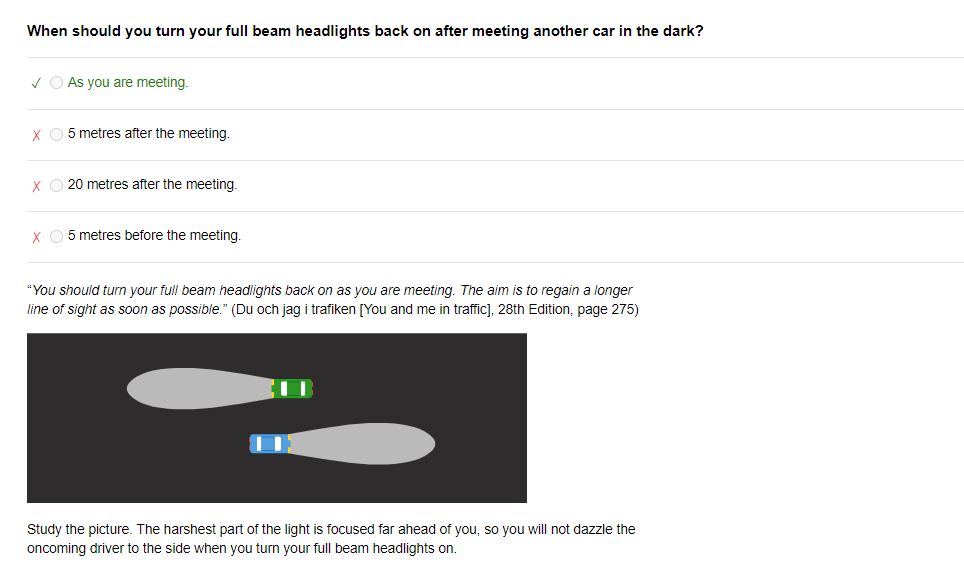 When should you turn your full beam headlights back on after meeting another car in the dark?
As you are meeting.
5 metres after the meeting.
20 metres after the meeting.
5 metres before the meeting.
"You should turn your full beam headlights back on as you are meeting. The aim is to regain a longer
line of sight as soon as possible." (Du och jag i trafiken [You and me in traffic], 28th Edition, page 275)
Study the picture. The harshest part of the light is focused far ahead of you, so you will not dazzle the
oncoming driver to the side when you turn your full beam headlights on.